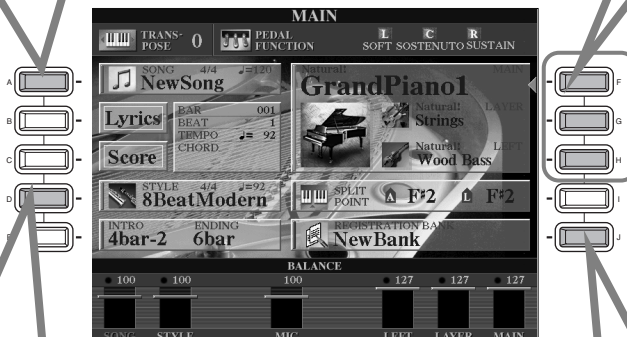 MAIN
TRANS-
POSE 0
PEDAL
FUNCTION
L C R
SOFT SOSTENUTO SUSTAIN
A
B
C
D
SONG 4/4 ♩=120
NewSong
Lyrics
Score
BAR 001
BEAT 1
TEMPO ♩= 92
CHORD
STYLE 4/4 ♩=92
8BeatModern
INTRO ENDING
4bar-2 6bar
Natural! MAIN
GrandPiano1
Natural! LAYER
Strings
Natural! LEFT
Wood Bass
SPLIT
POINT A F♯2 L F♯2
REGISTRATION BANK
NewBank
F
G
H
I
J
BALANCE
100 100 100 127 127 127
SONG STYLE MIC LEFT LAYER MAIN